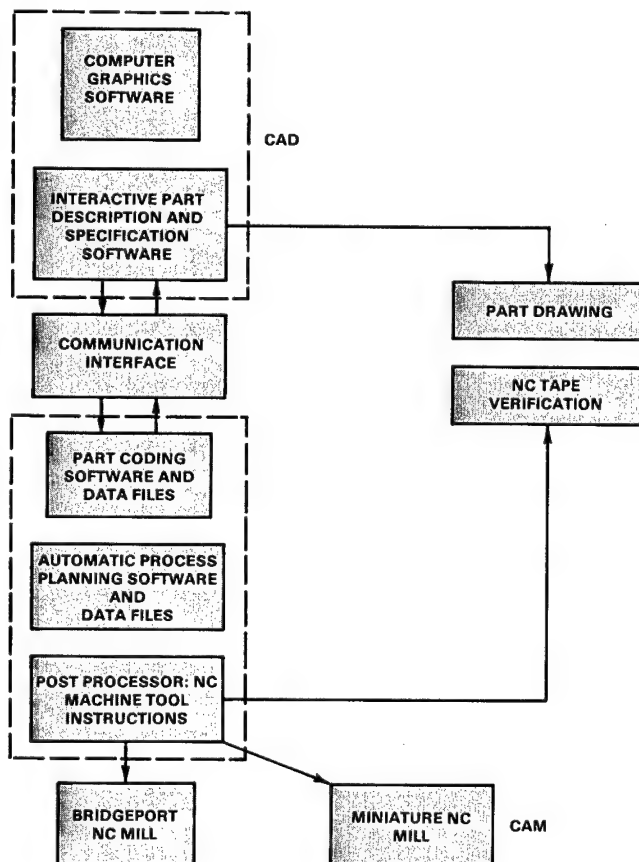 COMPUTER
GRAPHICS
SOFTWARE
CAD
INTERACTIVE PART
DESCRIPTION AND
SPECIFICATION
SOFTWARE
PART DRAWING
COMMUNICATION
INTERFACE
NC TAPE
VERIFICATION
PART CODING
SOFTWARE AND
DATA FILES
AUTOMATIC PROCESS
PLANNING SOFTWARE
AND
DATA FILES
POST PROCESSOR: NC
MACHINE TOOL
INSTRUCTIONS
BRIDGEPORT
NC MILL
MINIATURE NC
MILL
CAM